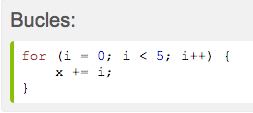 Bucles:
for (i = 0; i < 5; i++) {
    x += i;
}